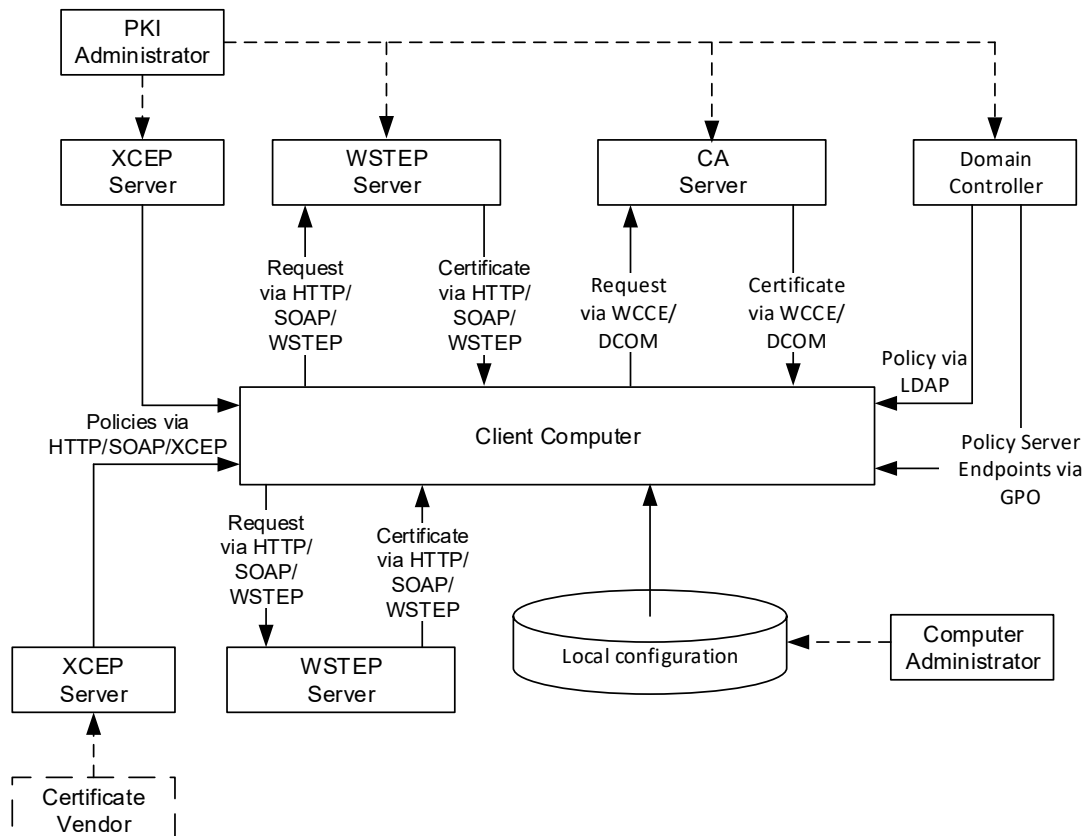 PKI
Administrator
XCEP
Server
WSTEP
Server
CA
Server
Domain
Controller
Request
via HTTP/
SOAP/
WSTEP
Certificate
via HTTP/
SOAP/
WSTEP
Request
via WCCE/
DCOM
Certificate
via WCCE/
DCOM
Policy via
LDAP
Policies via
HTTP/SOAP/XCEP
Client Computer
Policy Server
Endpoints via
GPO
Request
via HTTP/
SOAP/
WSTEP
Certificate
via HTTP/
SOAP/
WSTEP
XCEP
Server
WSTEP
Server
Local configuration
Computer
Administrator
Certificate
Vendor